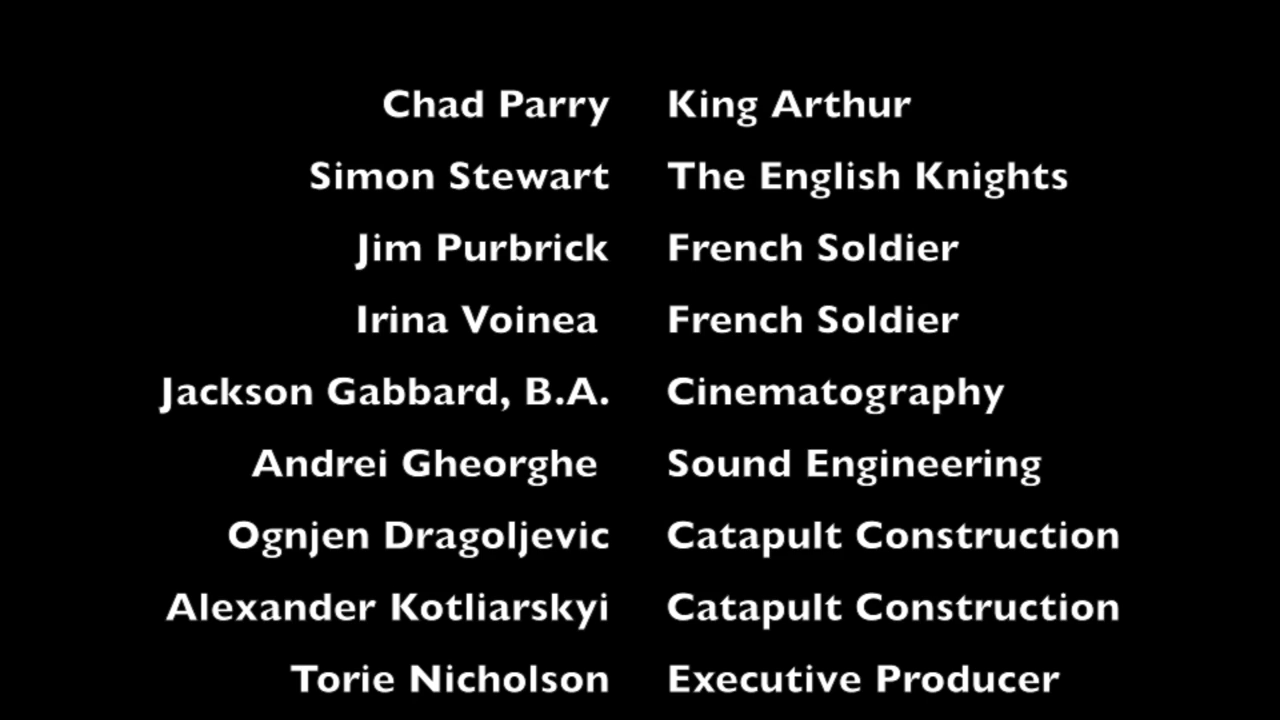 Chad Parry King Arthur
Simon Stewart The English Knights
Jim Purbrick French Soldier
Irina Voinea French Soldier
Jackson Gabbard, B.A. Cinematography
Andrei Gheorghe Sound Engineering
Ognjen Dragoljevic Catapult Construction
Alexander Kotliarskyi Catapult Construction
Torie Nicholson Executive Producer